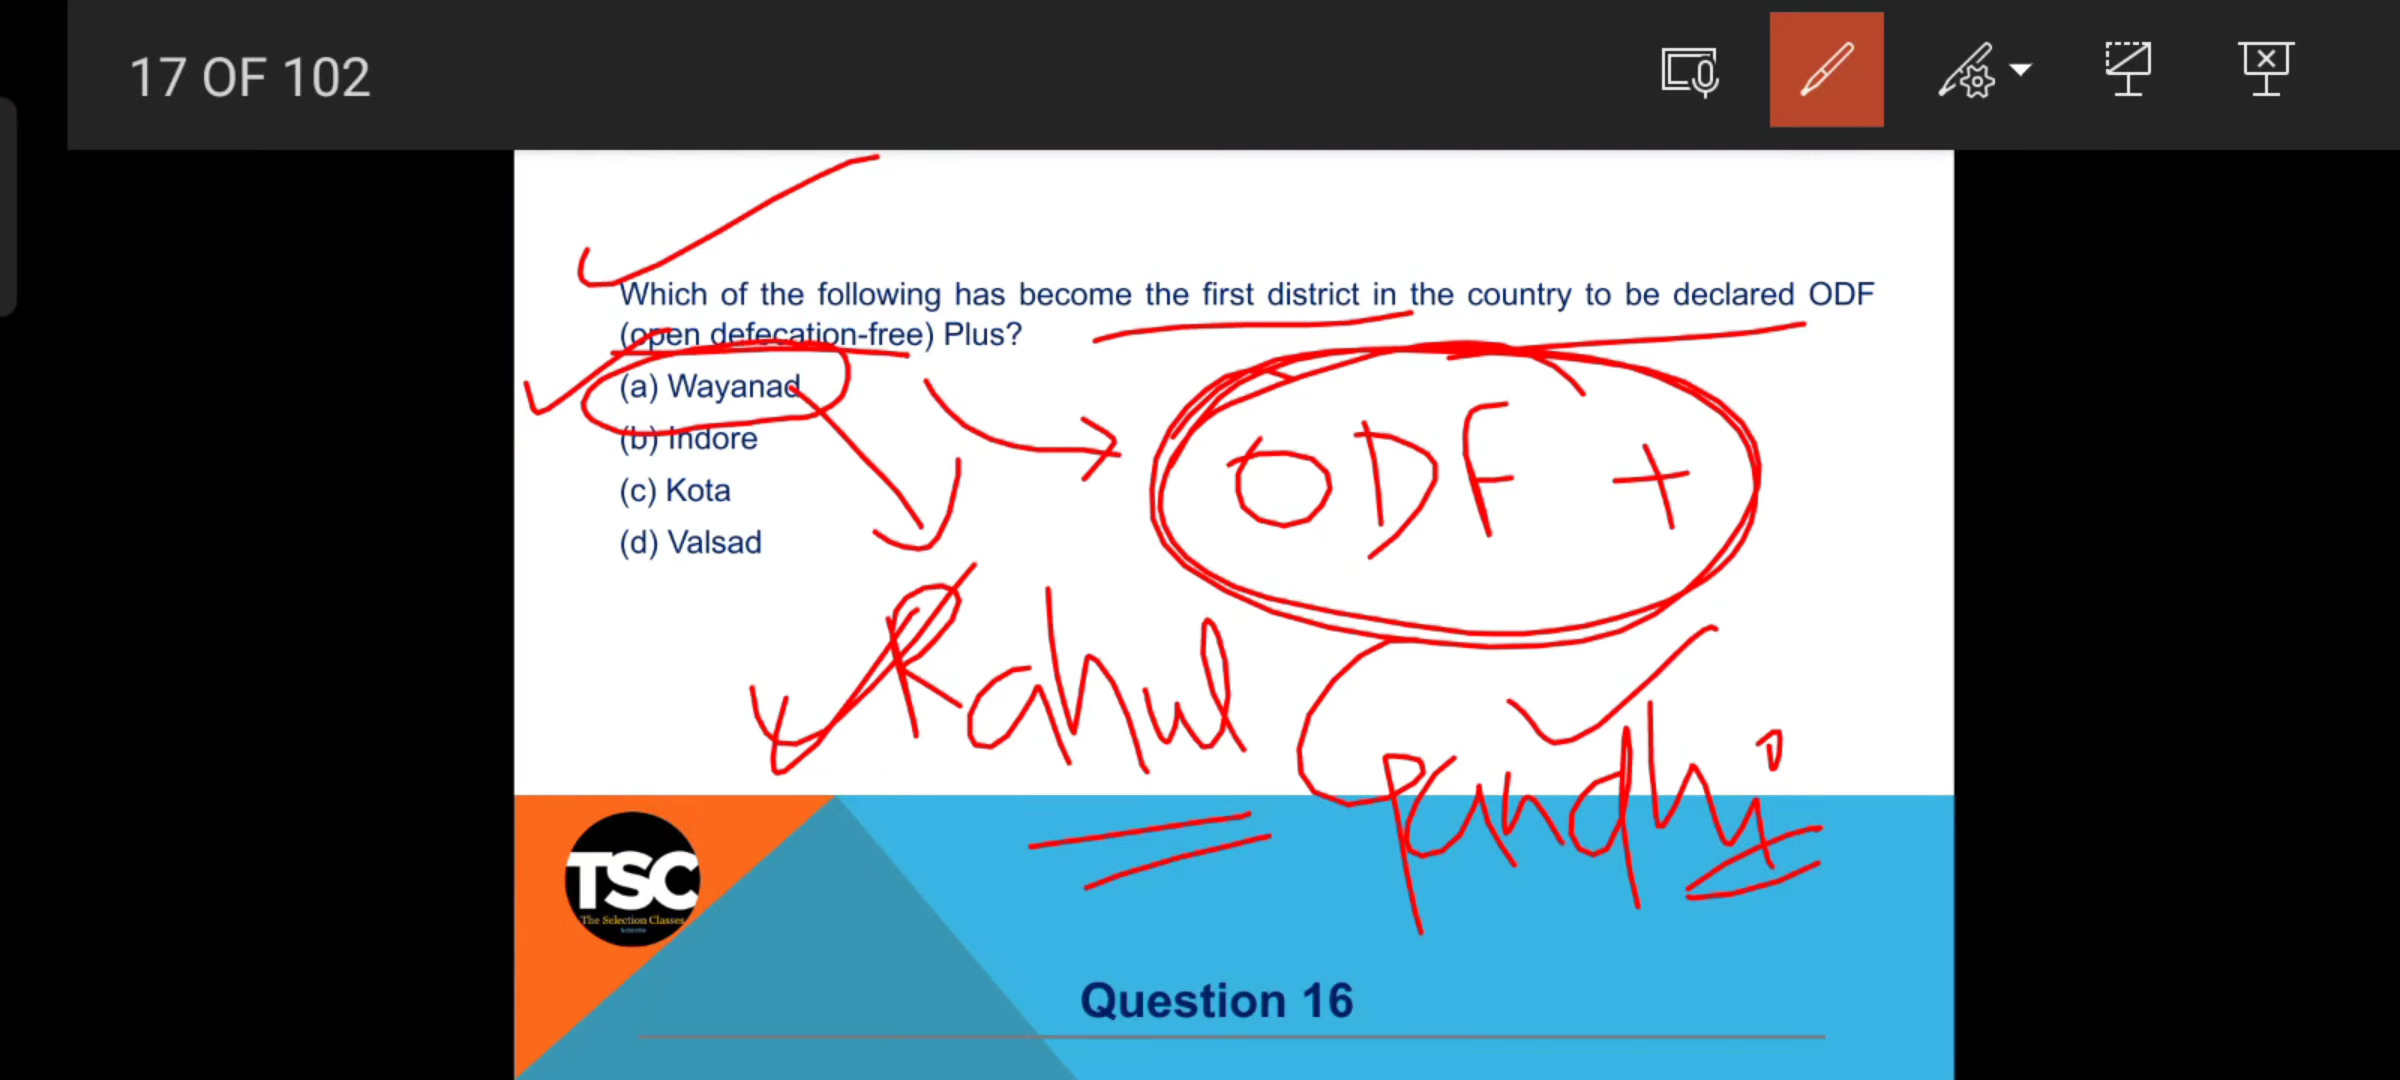 17 OF 102
Which of the following has become the first district in the country to be declared ODF
(open defecation-free) Plus?
(a) Wayanad
(b) Indore
(c) Kota
(d) Valsad
ODF +
Rahul
Gandhi
TSC
The Selection Classes
Subscribe
Question 16